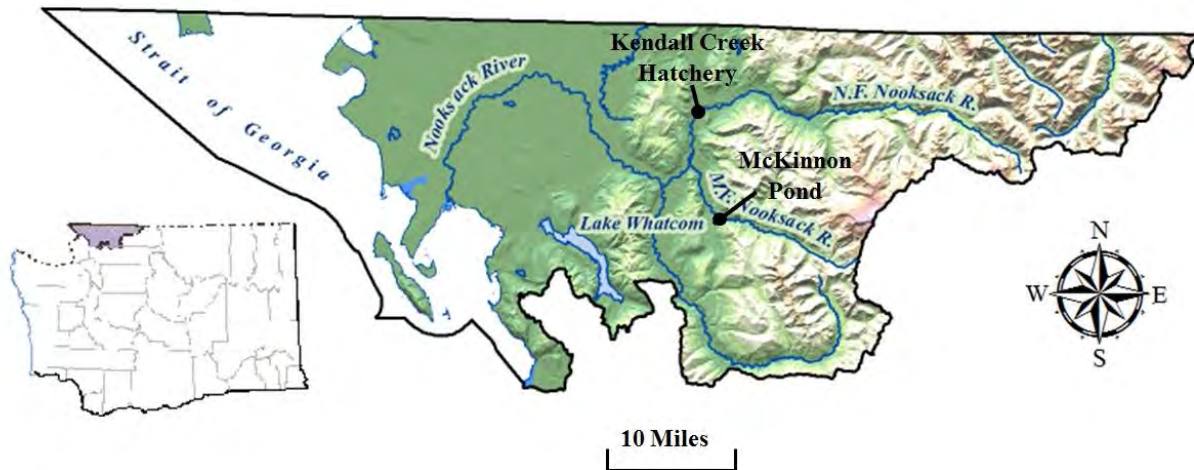 Kendall Creek
Hatchery
Strait of Georgia
Nooksack River
N.F. Nooksack R.
McKinnon
Pond
M.F. Nooksack R.
Lake Whatcom
N
W
E
S
10 Miles